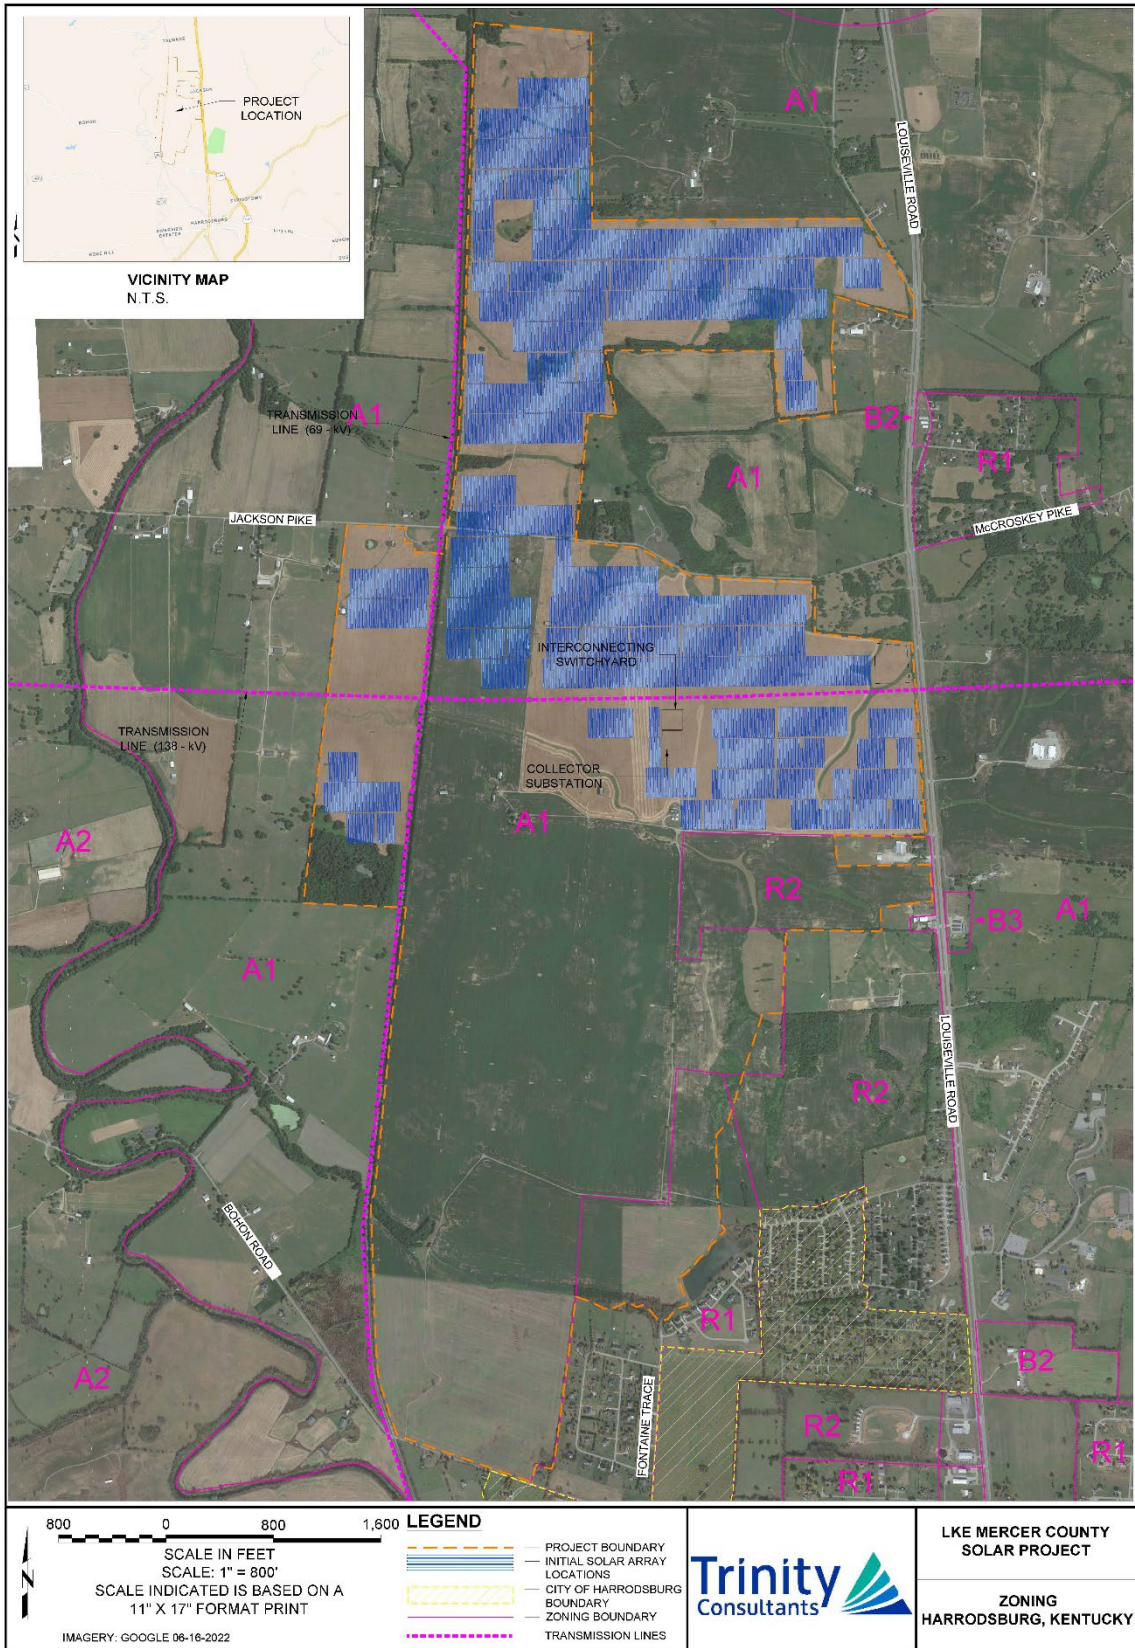 PROJECT
LOCATION
VICINITY MAP
N.T.S.
A1
LOUISEVILLE ROAD
TRANSMISSION
LINE (69 - kV)
A1
B2
R1
A1
JACKSON PIKE
McCROSKEY PIKE
INTERCONNECTING
SWITCHYARD
TRANSMISSION
LINE (138 - kV)
COLLECTOR
SUBSTATION
A1
A2
R2
B3
A1
A1
LOUISEVILLE ROAD
R2
BOHON ROAD
R1
B2
A2
FONTAINE TRACE
R2
R1
R1
800 0 800 1,600
SCALE IN FEET
SCALE: 1" = 800'
SCALE INDICATED IS BASED ON A
11" X 17" FORMAT PRINT
IMAGERY: GOOGLE 06-16-2022
N
LEGEND
PROJECT BOUNDARY
INITIAL SOLAR ARRAY
LOCATIONS
CITY OF HARRODSBURG
BOUNDARY
ZONING BOUNDARY
TRANSMISSION LINES
Trinity
Consultants
LKE MERCER COUNTY
SOLAR PROJECT
ZONING
HARRODSBURG, KENTUCKY